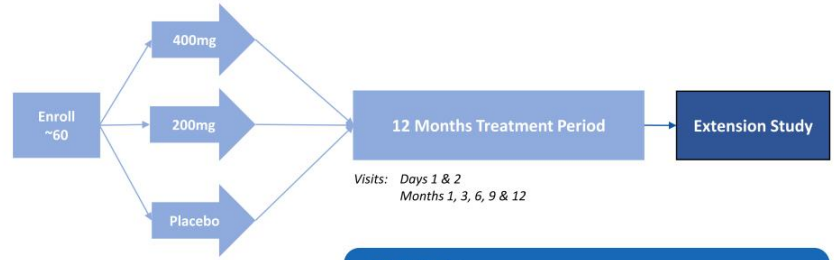 400mg
Enroll
~60
200mg
12 Months Treatment Period
Extension Study
Visits: Days 1 & 2
Months 1, 3, 6, 9 & 12
Placebo